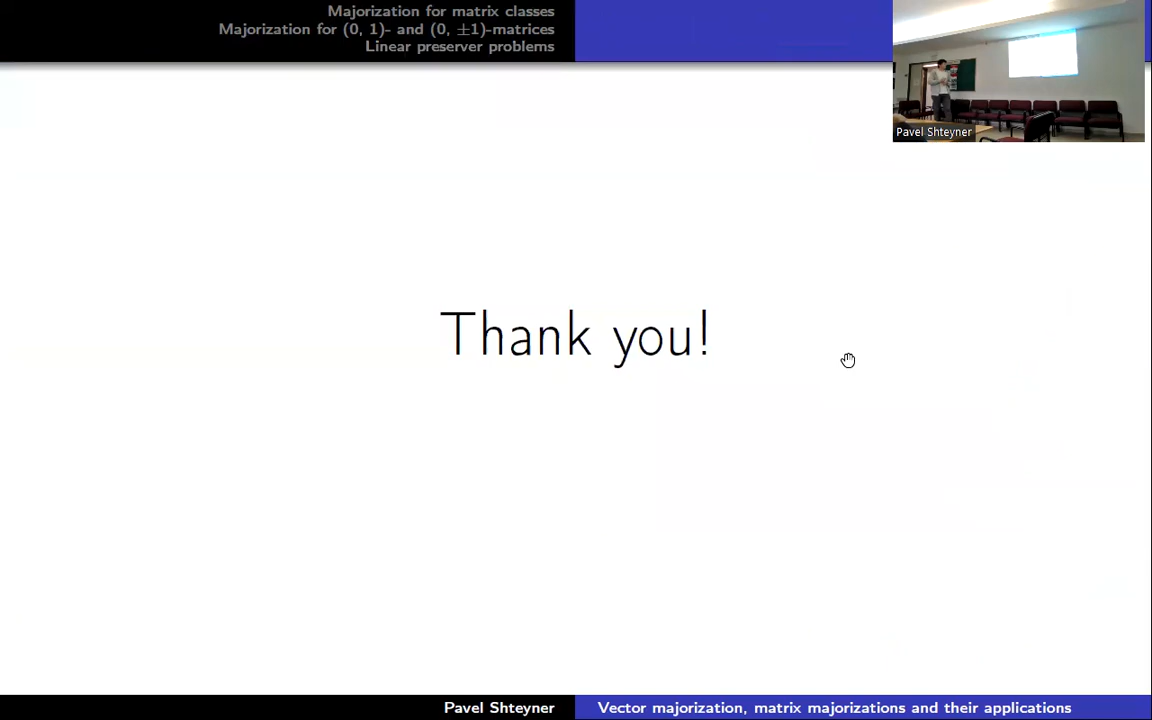 Majorization for matrix classes
Majorization for (0, 1)- and (0, ±1)-matrices
Linear preserver problems
Pavel Shteyner
Thank you!
Pavel Shteyner
Vector majorization, matrix majorizations and their applications